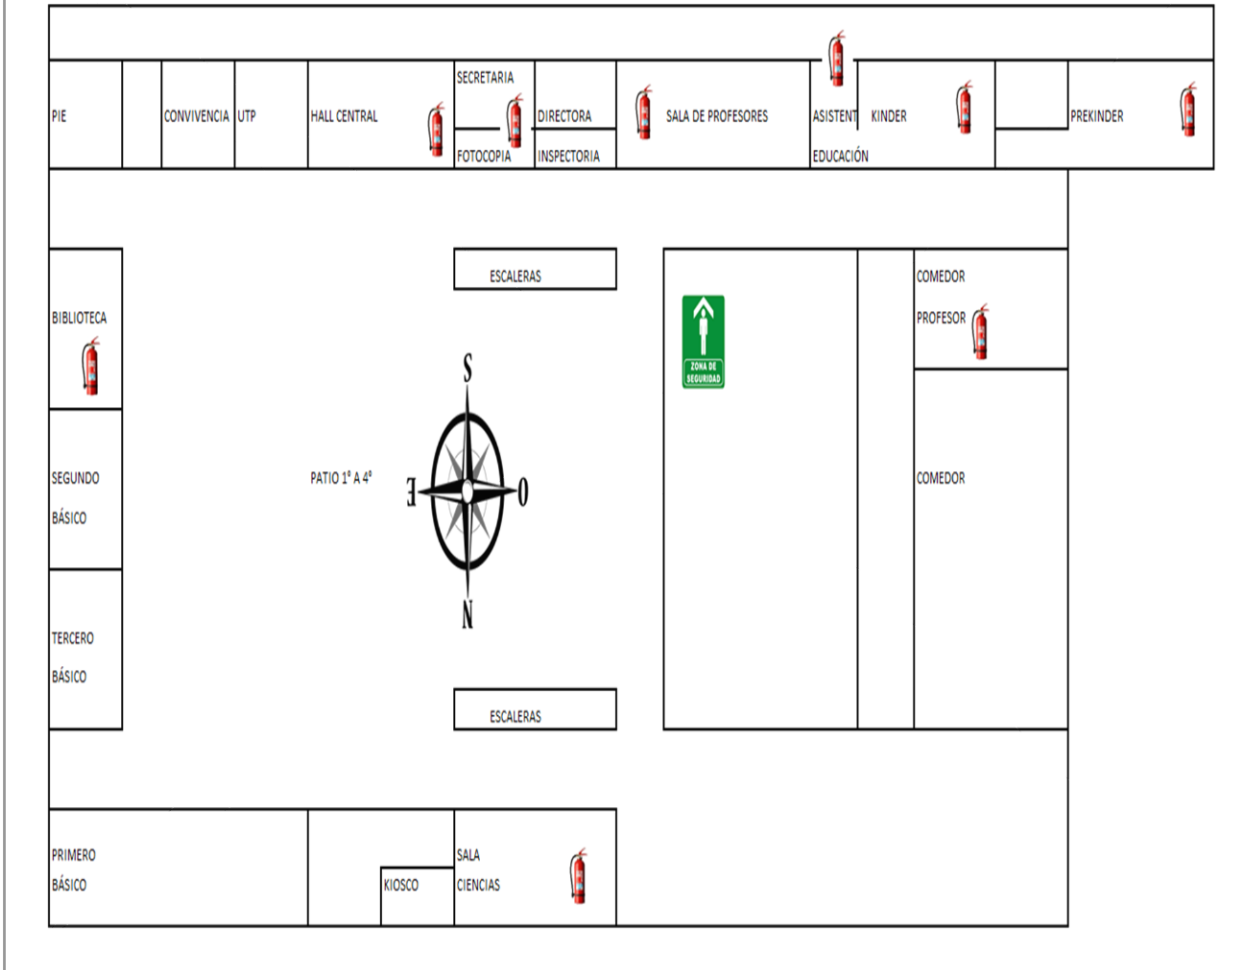 SECRETARIA
PIE
CONVIVENCIA
UTP
HALL CENTRAL
DIRECTORA
SALA DE PROFESORES
ASISTENT
KINDER
PREKINDER
FOTOCOPIA
INSPECTORIA
EDUCACIÓN
ESCALERAS
COMEDOR
PROFESOR
BIBLIOTECA
ZONA DE
SEGURIDAD
S
SEGUNDO
BÁSICO
PATIO 1° A 4°
E
O
N
COMEDOR
TERCERO
BÁSICO
ESCALERAS
PRIMERO
BÁSICO
KIOSCO
SALA
CIENCIAS